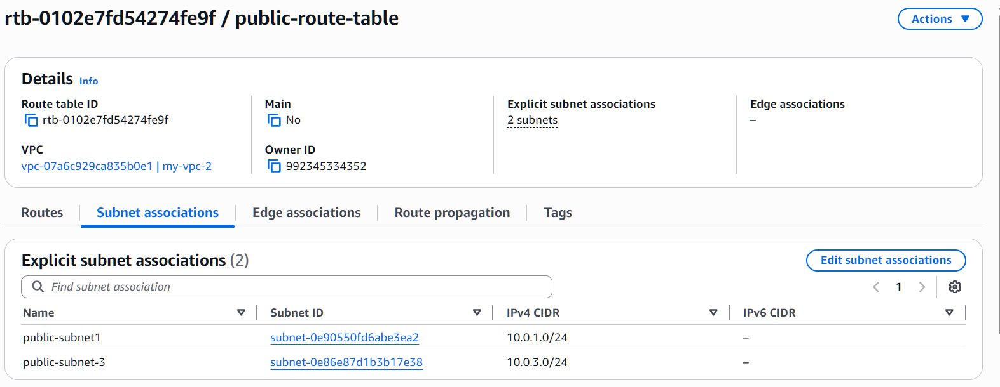 rtb-0102e7fd54274fe9f / public-route-table
Actions
Details Info
Route table ID
rtb-0102e7fd54274fe9f
Main
No
Explicit subnet associations
2 subnets
Edge associations
–
VPC
vpc-07a6c929ca835b0e1 | my-vpc-2
Owner ID
992345334352
Routes Subnet associations Edge associations Route propagation Tags
Explicit subnet associations (2)
Edit subnet associations
Find subnet association
1
Name Subnet ID IPv4 CIDR IPv6 CIDR
public-subnet1 subnet-0e90550fd6abe3ea2 10.0.1.0/24 –
public-subnet-3 subnet-0e86e87d1b3b17e38 10.0.3.0/24 –